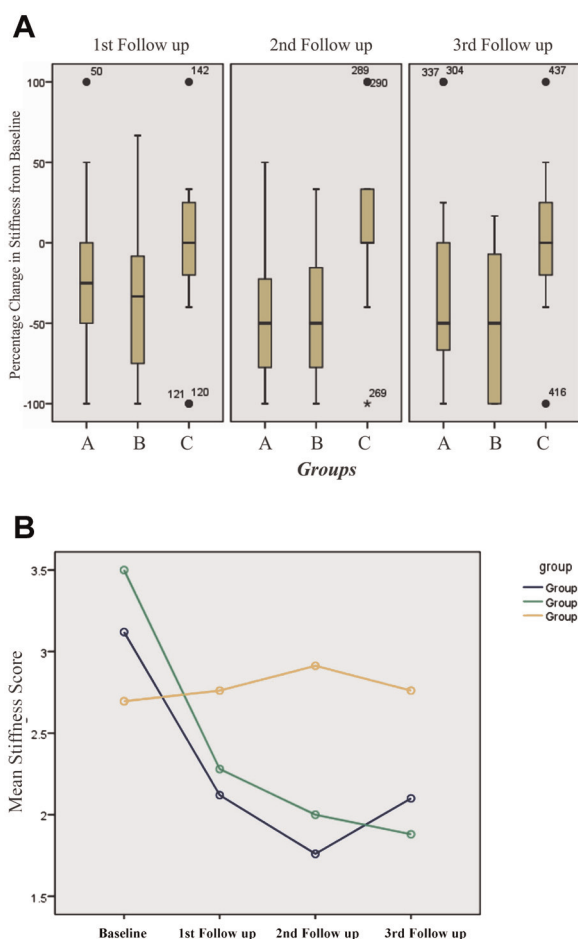 A
1st Follow up 2nd Follow up 3rd Follow up
Percentage Change in Stiffness from Baseline
100
50
0
-50
-100
50 142
121 120
289
290
269
337 304 437
416
A B C A B C A B C
Groups
B
Mean Stiffness Score
3.5
3
2.5
2
1.5
Baseline 1st Follow up 2nd Follow up 3rd Follow up
group
Group
Group
Group